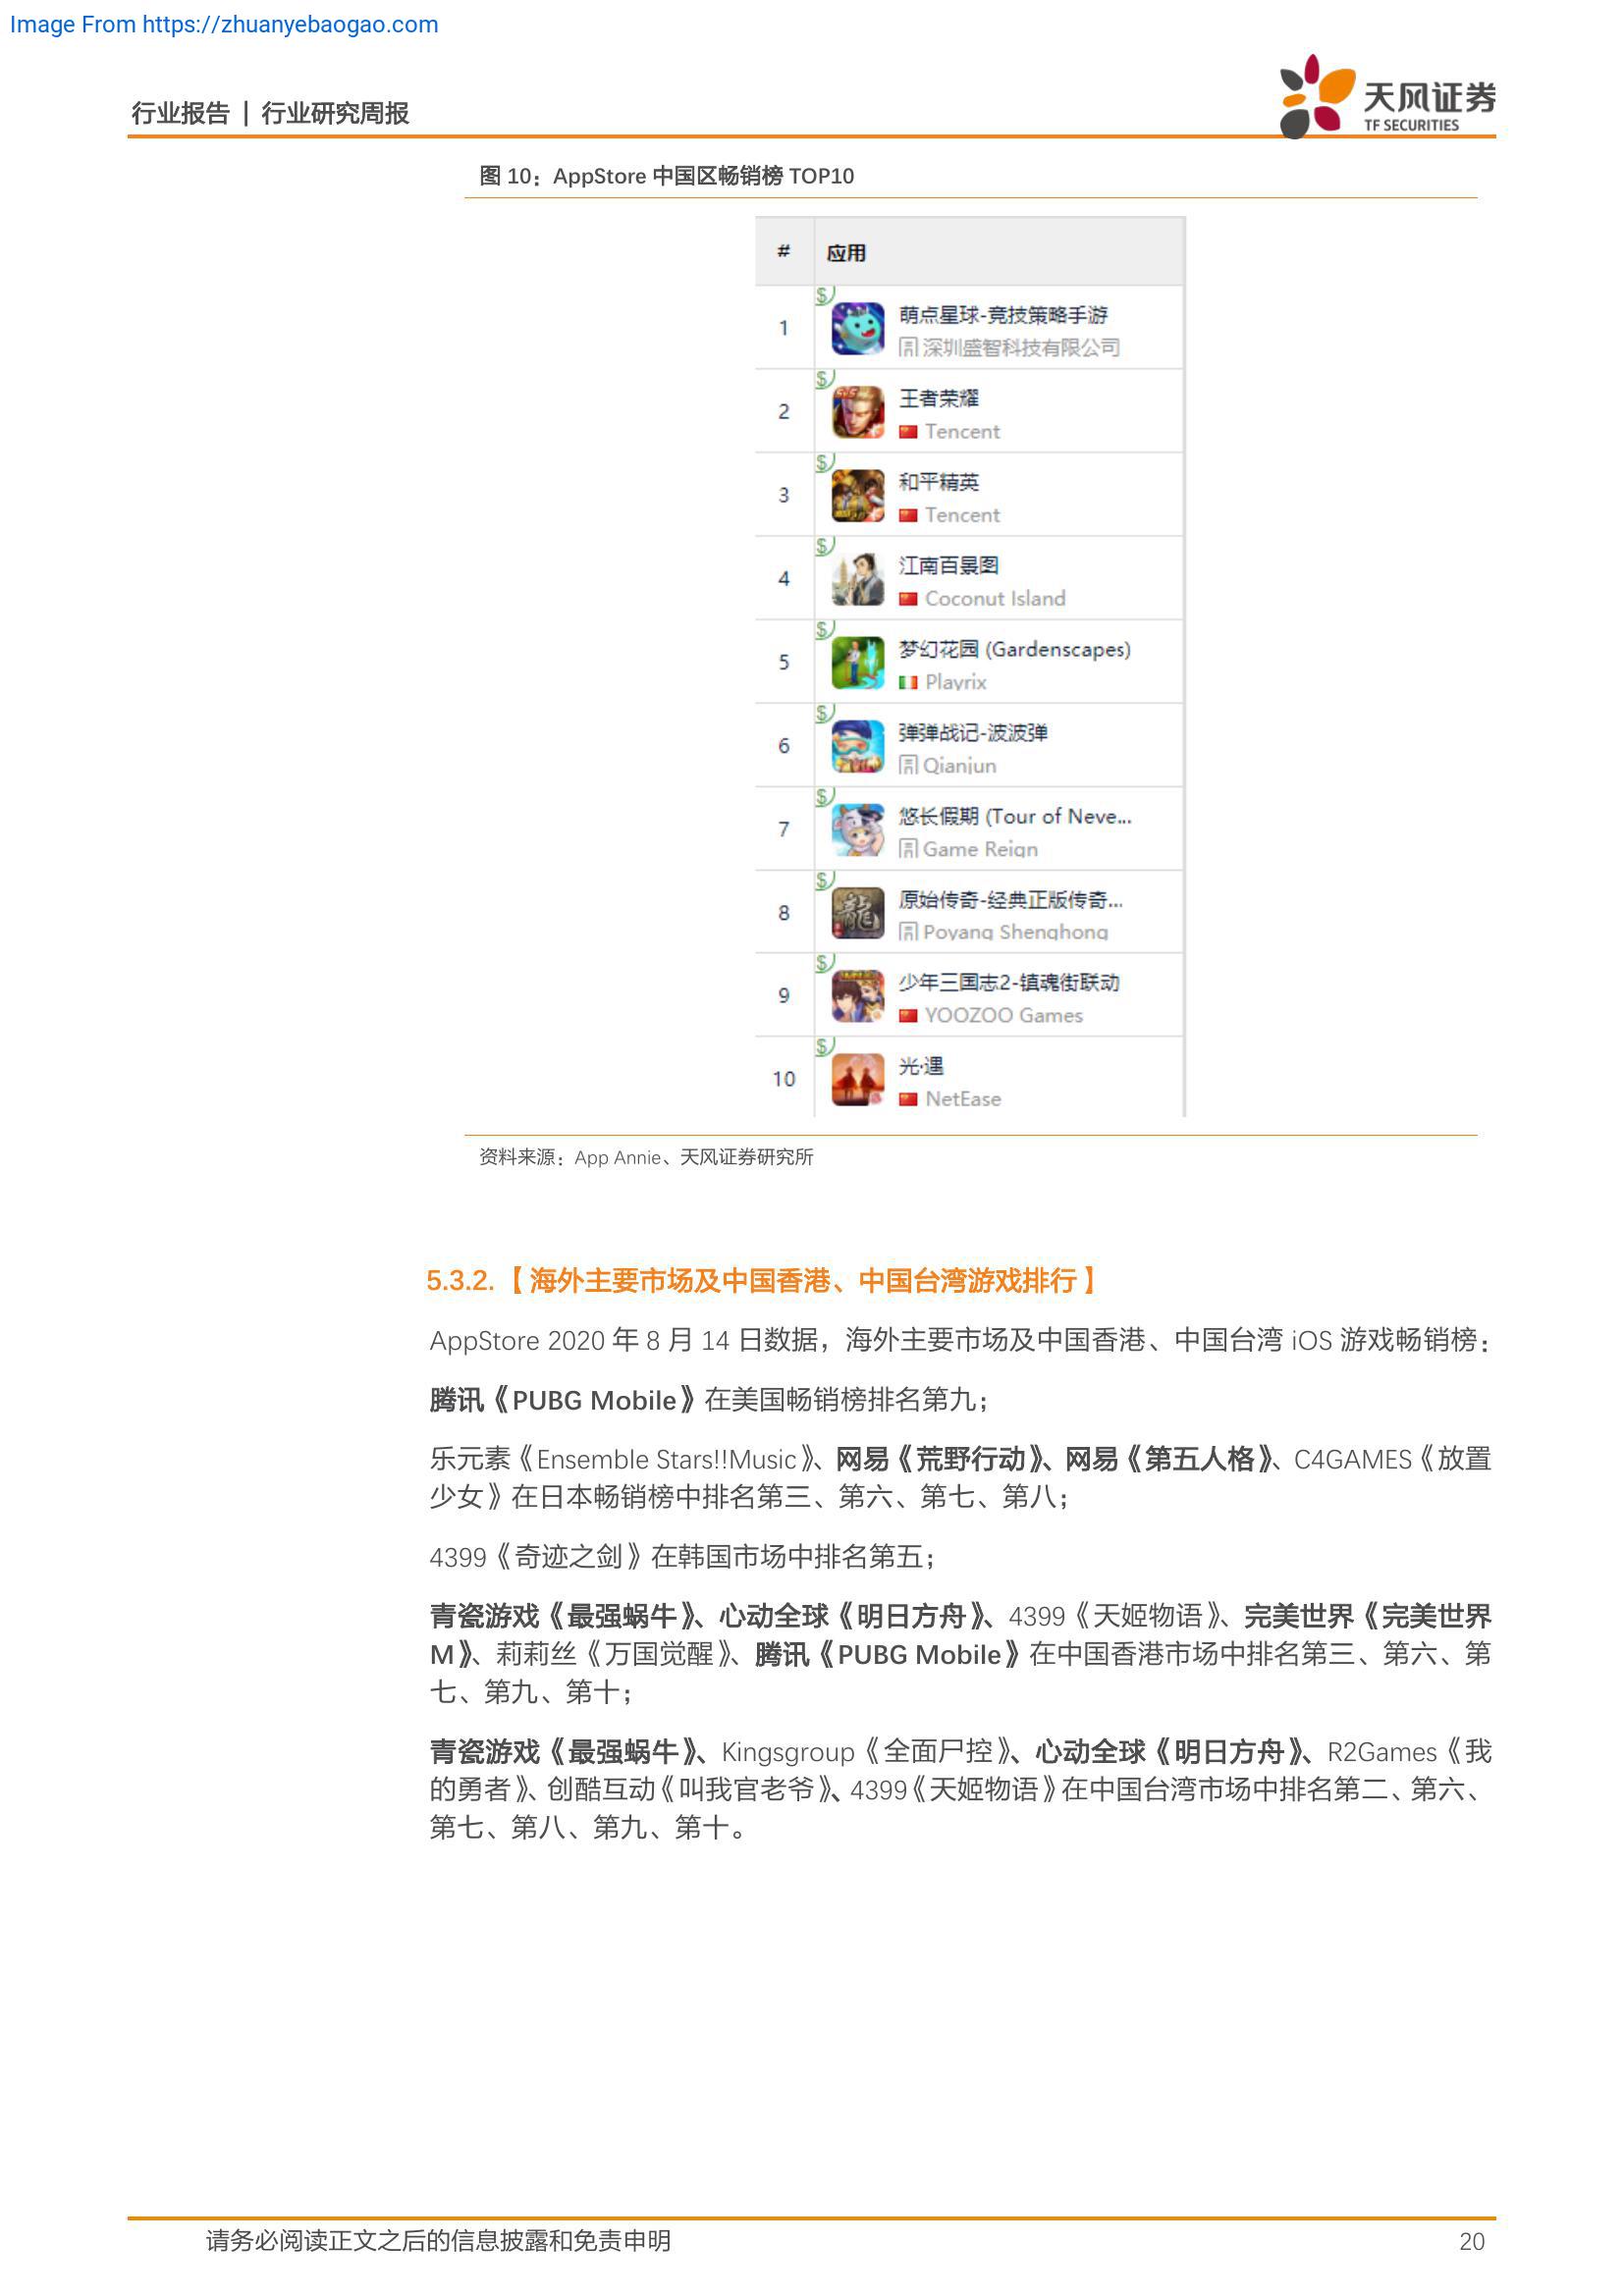 Image From https://zhuanyebaogao.com
行业报告 | 行业研究周报
天风证券
TF SECURITIES
图 10：AppStore 中国区畅销榜 TOP10
# 应用
1 萌点星球-竞技策略手游
深圳盛智科技有限公司
2 王者荣耀
Tencent
3 和平精英
Tencent
4 江南百景图
Coconut Island
5 梦幻花园 (Gardenscapes)
Playrix
6 弹弹战记-波波弹
Qianjun
7 悠长假期 (Tour of Neve...
Game Reign
8 原始传奇-经典正版传奇...
Poyang Shenghong
9 少年三国志2-镇魂街联动
YOOZOO Games
10 光·遇
NetEase
资料来源：App Annie、天风证券研究所
5.3.2.【海外主要市场及中国香港、中国台湾游戏排行】
AppStore 2020 年 8 月 14 日数据，海外主要市场及中国香港、中国台湾 iOS 游戏畅销榜：
腾讯《PUBG Mobile》在美国畅销榜排名第九；
乐元素《Ensemble Stars!!Music》、网易《荒野行动》、网易《第五人格》、C4GAMES《放置
少女》在日本畅销榜中排名第三、第六、第七、第八；
4399《奇迹之剑》在韩国市场中排名第五；
青瓷游戏《最强蜗牛》、心动全球《明日方舟》、4399《天姬物语》、完美世界《完美世界
M》、莉莉丝《万国觉醒》、腾讯《PUBG Mobile》在中国香港市场中排名第三、第六、第
七、第九、第十；
青瓷游戏《最强蜗牛》、Kingsgroup《全面尸控》、心动全球《明日方舟》、R2Games《我
的勇者》、创酷互动《叫我官老爷》、4399《天姬物语》在中国台湾市场中排名第二、第六、
第七、第八、第九、第十。
请务必阅读正文之后的信息披露和免责申明 20